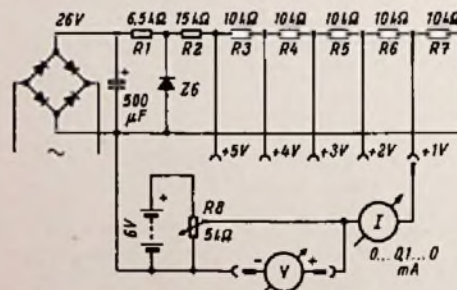 26V 6,5kΩ 15kΩ 10kΩ 10kΩ 10kΩ 10kΩ 10kΩ
R1 R2 R3 R4 R5 R6 R7
+
500
μF
Z6
~
+5V +4V +3V +2V +1V
+
6V
R8
5kΩ
I
- V +
0...0,1...0
mA